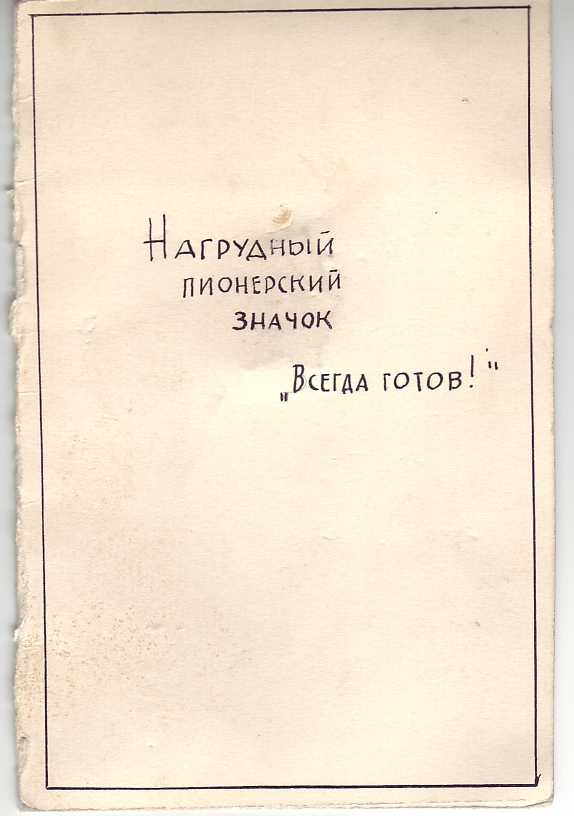 Нагрудный
пионерский
значок
„Всегда готов!"